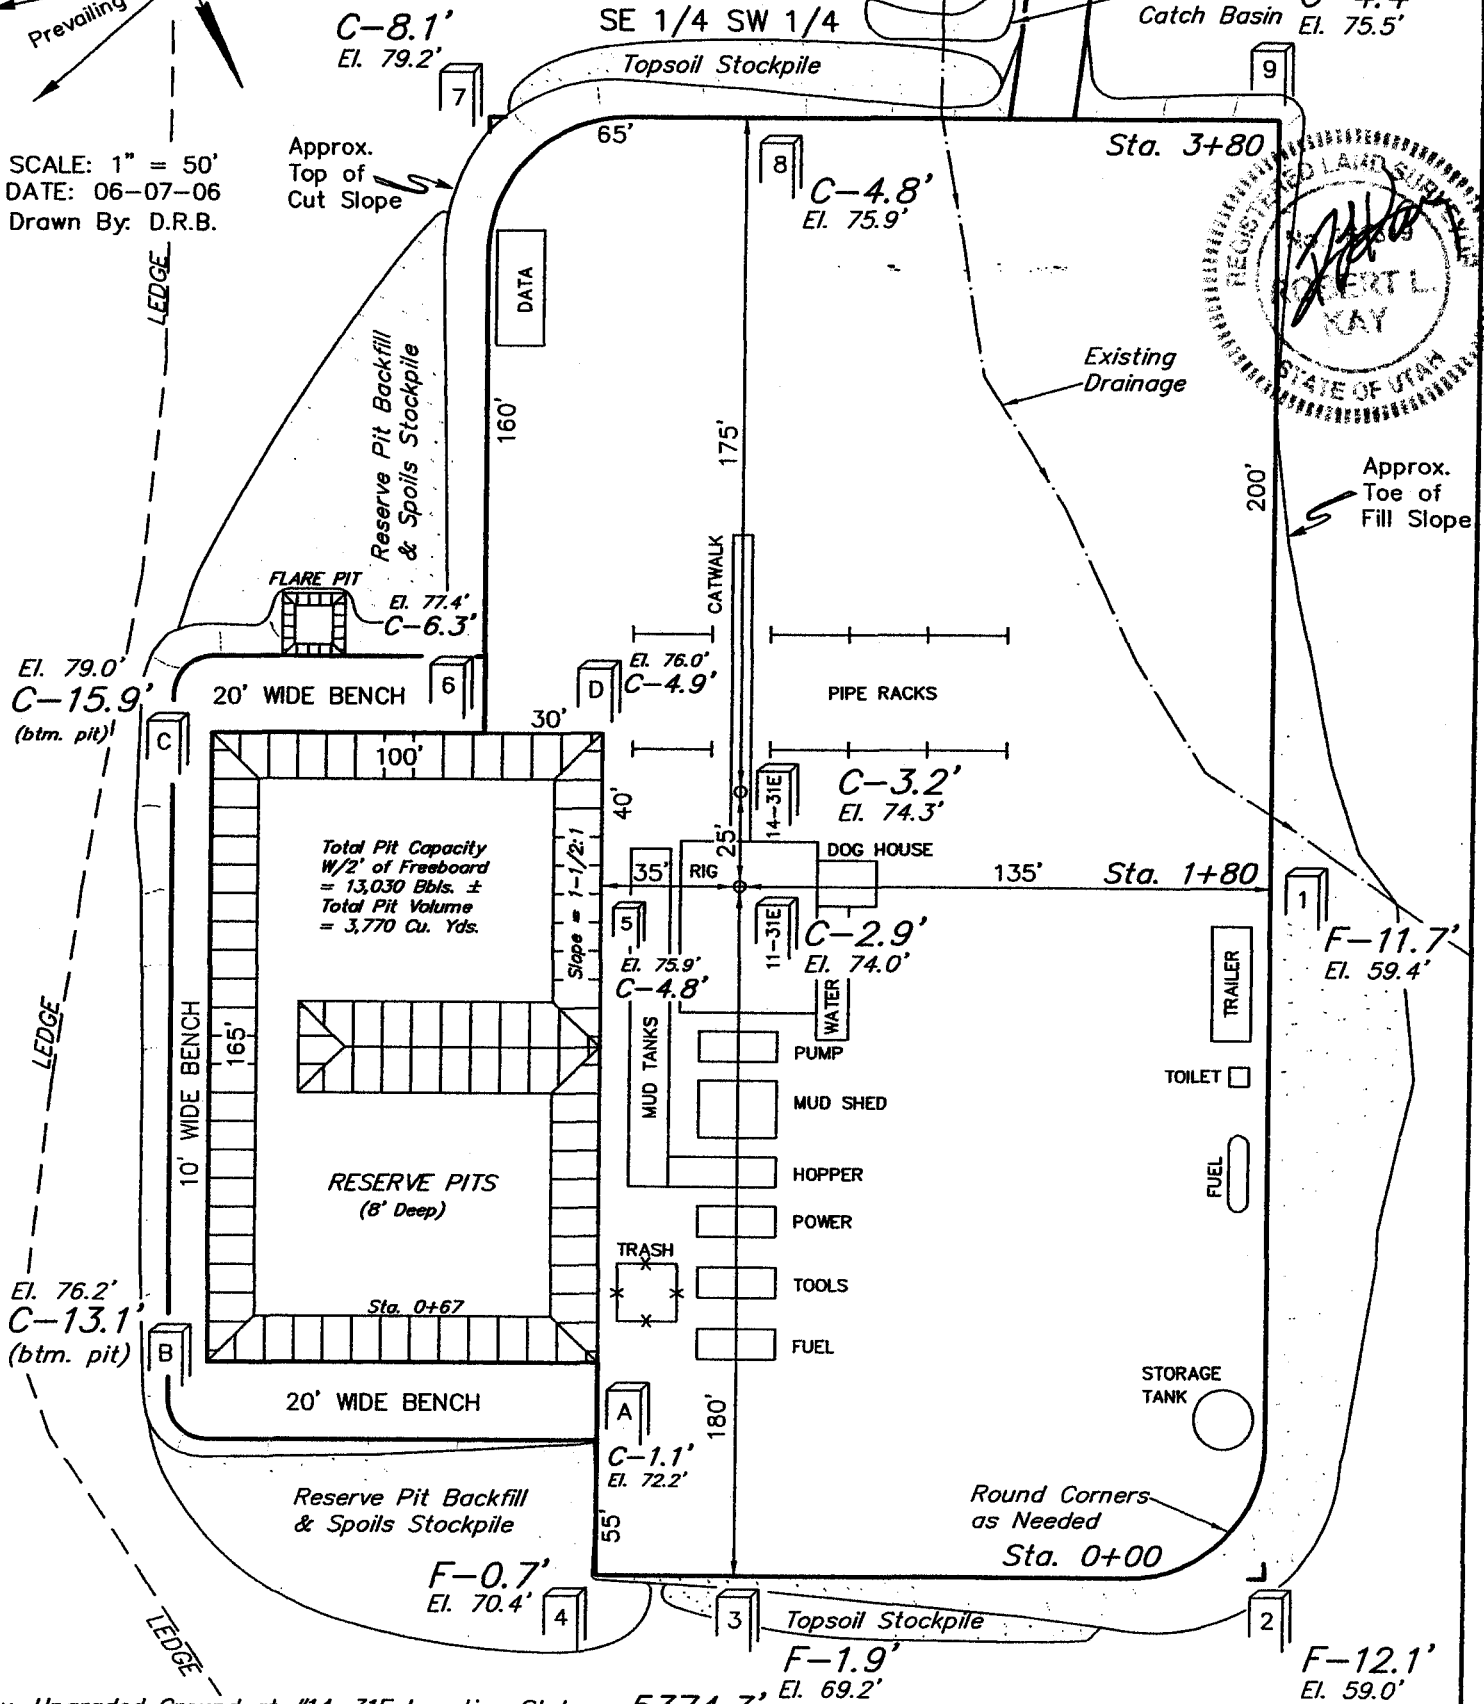 Prevailing
C-8.1'
El. 79.2'
SE 1/4 SW 1/4
Catch Basin
El. 75.5'
Topsoil Stockpile
7
9
SCALE: 1" = 50'
DATE: 06-07-06
Drawn By: D.R.B.
Approx.
Top of
Cut Slope
65'
8
C-4.8'
El. 75.9'
Sta. 3+80
REGISTERED LAND SURVEYOR
ROBERT L.
KAY
STATE OF UTAH
LEDGE
DATA
Reserve Pit Backfill
& Spoils Stockpile
160'
175'
Existing
Drainage
200'
Approx.
Toe of
Fill Slope
CATWALK
FLARE PIT
El. 77.4'
C-6.3'
El. 79.0'
C-15.9'
(btm. pit)
C
20' WIDE BENCH
6
D
El. 76.0'
C-4.9'
PIPE RACKS
30'
100'
40'
14-31E
C-3.2'
El. 74.3'
25'
Total Pit Capacity
W/2' of Freeboard
= 13,030 Bbls. ±
Total Pit Volume
= 3,770 Cu. Yds.
Slope = 1-1/2:1
35'
RIG
DOG HOUSE
135'
Sta. 1+80
1
F-11.7'
El. 59.4'
5
El. 75.9'
C-4.8'
11-31E
C-2.9'
El. 74.0'
WATER
TRAILER
LEDGE
10' WIDE BENCH
165'
MUD TANKS
PUMP
TOILET
MUD SHED
HOPPER
FUEL
RESERVE PITS
(8' Deep)
POWER
TRASH
TOOLS
El. 76.2'
C-13.1'
(btm. pit)
B
Sta. 0+67
FUEL
STORAGE
TANK
20' WIDE BENCH
A
C-1.1'
El. 72.2'
180'
Reserve Pit Backfill
& Spoils Stockpile
55'
Round Corners
as Needed
Sta. 0+00
F-0.7'
El. 70.4'
4
3
Topsoil Stockpile
2
LEDGE
F-1.9'
El. 69.2'
F-12.1'
El. 59.0'